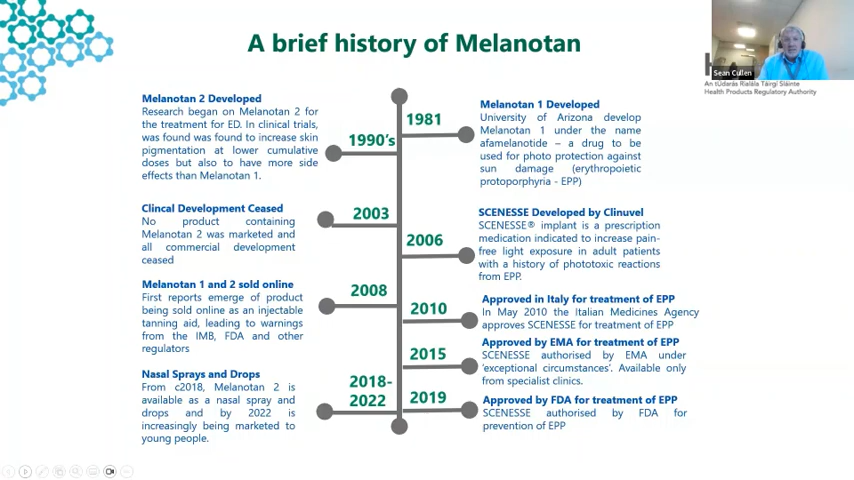 A brief history of Melanotan
Sean Cullen
An tÚdarás Rialála Táirgí Sláinte
Health Products Regulatory Authority
1981
Melanotan 1 Developed
University of Arizona develop
Melanotan 1 under the name
afamelanotide – a drug to be
used for photo protection against
sun damage (erythropoietic
protoporphyria - EPP)
1990's
Melanotan 2 Developed
Research began on Melanotan 2 for
the treatment for ED. In clinical trials,
was found was found to increase skin
pigmentation at lower cumulative
doses but also to have more side
effects than Melanotan 1.
2003
Clincal Development Ceased
No product containing
Melanotan 2 was marketed and
all commercial development
ceased
2006
SCENESSE Developed by Clinuvel
SCENESSE® implant is a prescription
medication indicated to increase pain-
free light exposure in adult patients
with a history of phototoxic reactions
from EPP.
2008
Melanotan 1 and 2 sold online
First reports emerge of product
being sold online as an injectable
tanning aid, leading to warnings
from the IMB, FDA and other
regulators
2010
Approved in Italy for treatment of EPP
In May 2010 the Italian Medicines Agency
approves SCENESSE for treatment of EPP
2015
Approved by EMA for treatment of EPP
SCENESSE authorised by EMA under
'exceptional circumstances'. Available only
from specialist clinics.
2018-
2022
Nasal Sprays and Drops
From c2018, Melanotan 2 is
available as a nasal spray and
drops and by 2022 is
increasingly being marketed to
young people.
2019
Approved by FDA for treatment of EPP
SCENESSE authorised by FDA for
prevention of EPP